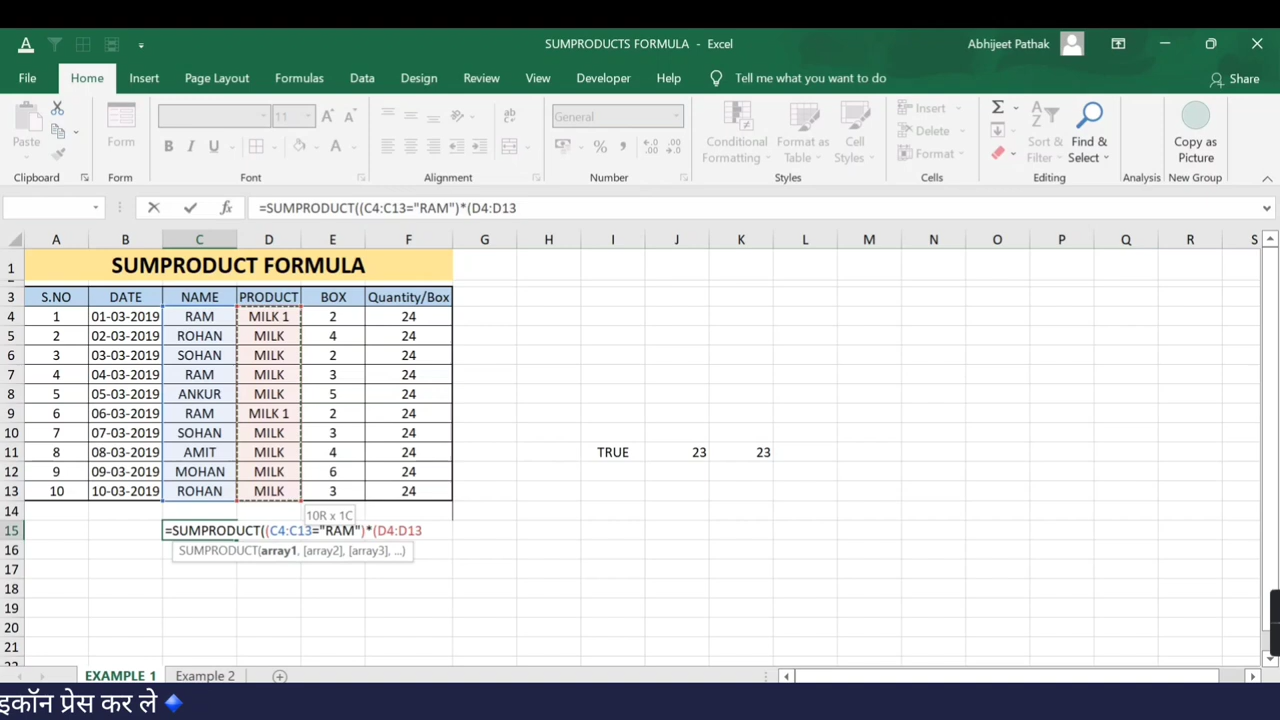 SUMPRODUCTS FORMULA - Excel
Abhijeet Pathak
File Home Insert Page Layout Formulas Data Design Review View Developer Help Tell me what you want to do Share
Paste
Form
11
General
Conditional Formatting
Format as Table
Cell Styles
Insert
Delete
Format
Sort & Filter
Find & Select
Copy as Picture
Clipboard Form Font Alignment Number Styles Cells Editing Analysis New Group
=SUMPRODUCT((C4:C13="RAM")*(D4:D13
A B C D E F G H I J K L M N O P Q R S
1 SUMPRODUCT FORMULA
3 S.NO DATE NAME PRODUCT BOX Quantity/Box
4 1 01-03-2019 RAM MILK 1 2 24
5 2 02-03-2019 ROHAN MILK 4 24
6 3 03-03-2019 SOHAN MILK 2 24
7 4 04-03-2019 RAM MILK 3 24
8 5 05-03-2019 ANKUR MILK 5 24
9 6 06-03-2019 RAM MILK 1 2 24
10 7 07-03-2019 SOHAN MILK 3 24
11 8 08-03-2019 AMIT MILK 4 24 TRUE 23 23
12 9 09-03-2019 MOHAN MILK 6 24
13 10 10-03-2019 ROHAN MILK 3 24
14 10R x 1C
15 =SUMPRODUCT((C4:C13="RAM")*(D4:D13
16 SUMPRODUCT(array1, [array2], [array3], ...)
17
18
19
20
21
EXAMPLE 1 Example 2
इकॉन प्रेस कर ले